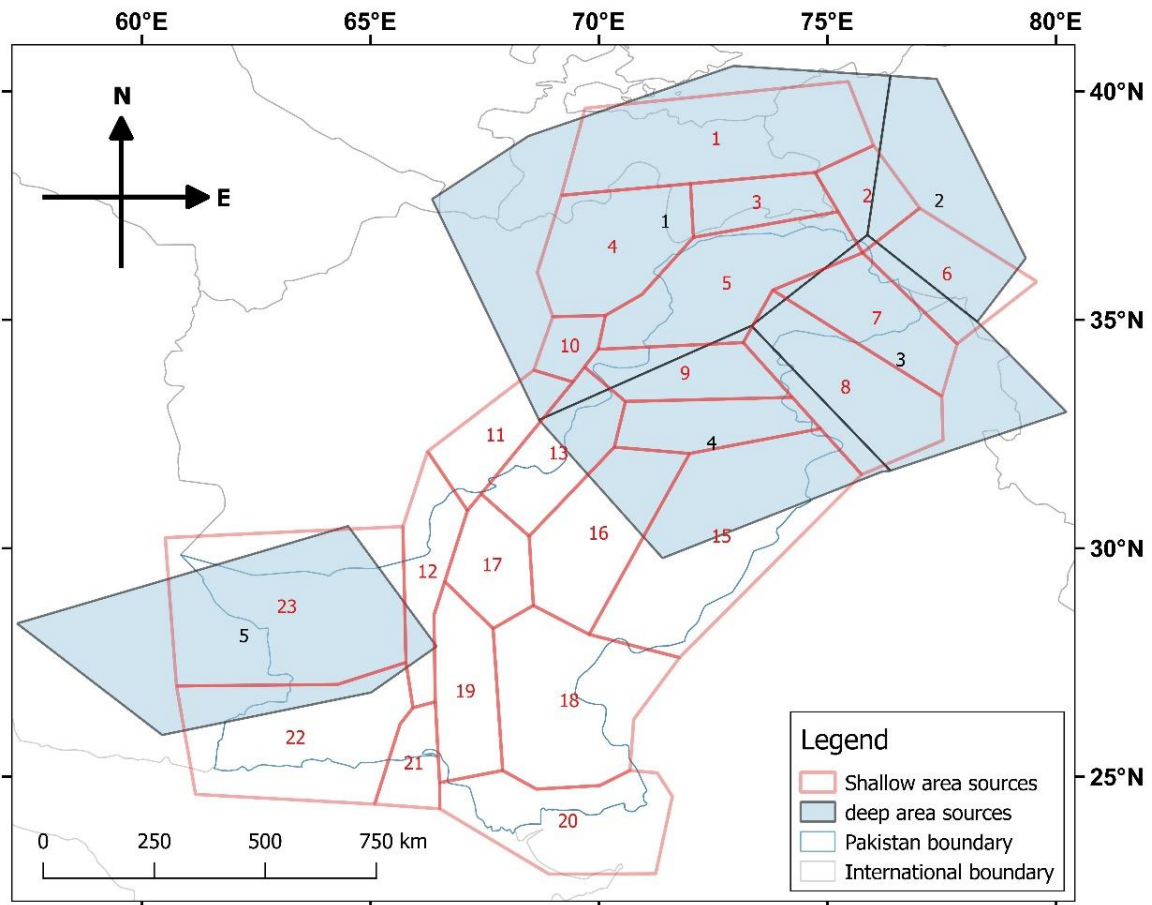 60°E 65°E 70°E 75°E 80°E
40°N
N
1
E
2
3
2
1
4
6
5
7
35°N
10
3
9
8
11
4
13
16
15
30°N
17
12
23
5
19
18
22
21
25°N
20
Legend
Shallow area sources
deep area sources
Pakistan boundary
International boundary
0 250 500 750 km